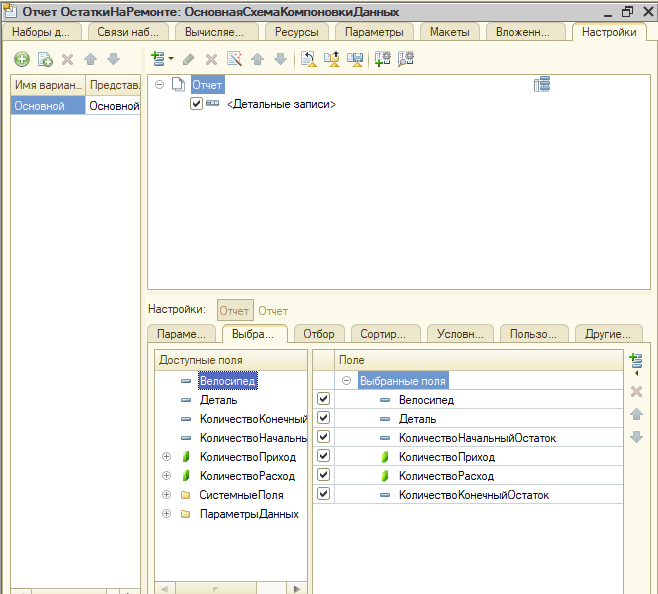 Отчет ОстаткиНаРемонте: ОсновнаяСхемаКомпоновкиДанных
Наборы д... Связи наб... Вычисляе... Ресурсы Параметры Макеты Вложенн... Настройки
Имя вариан... Представл
Основной Основной
Отчет
<Детальные записи>
Настройки: Отчет Отчет
Параме... Выбра... Отбор Сортир... Условн... Пользо... Другие...
Доступные поля
Велосипед
Деталь
КоличествоКонечный
КоличествоНачальны
КоличествоПриход
КоличествоРасход
СистемныеПоля
ПараметрыДанных
Поле
Выбранные поля
Велосипед
Деталь
КоличествоНачальныйОстаток
КоличествоПриход
КоличествоРасход
КоличествоКонечныйОстаток